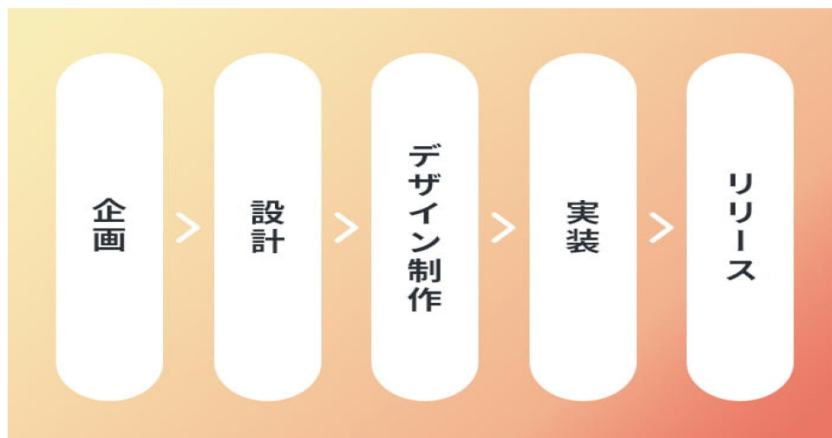 企画
設計
デザイン制作
実装
リリース